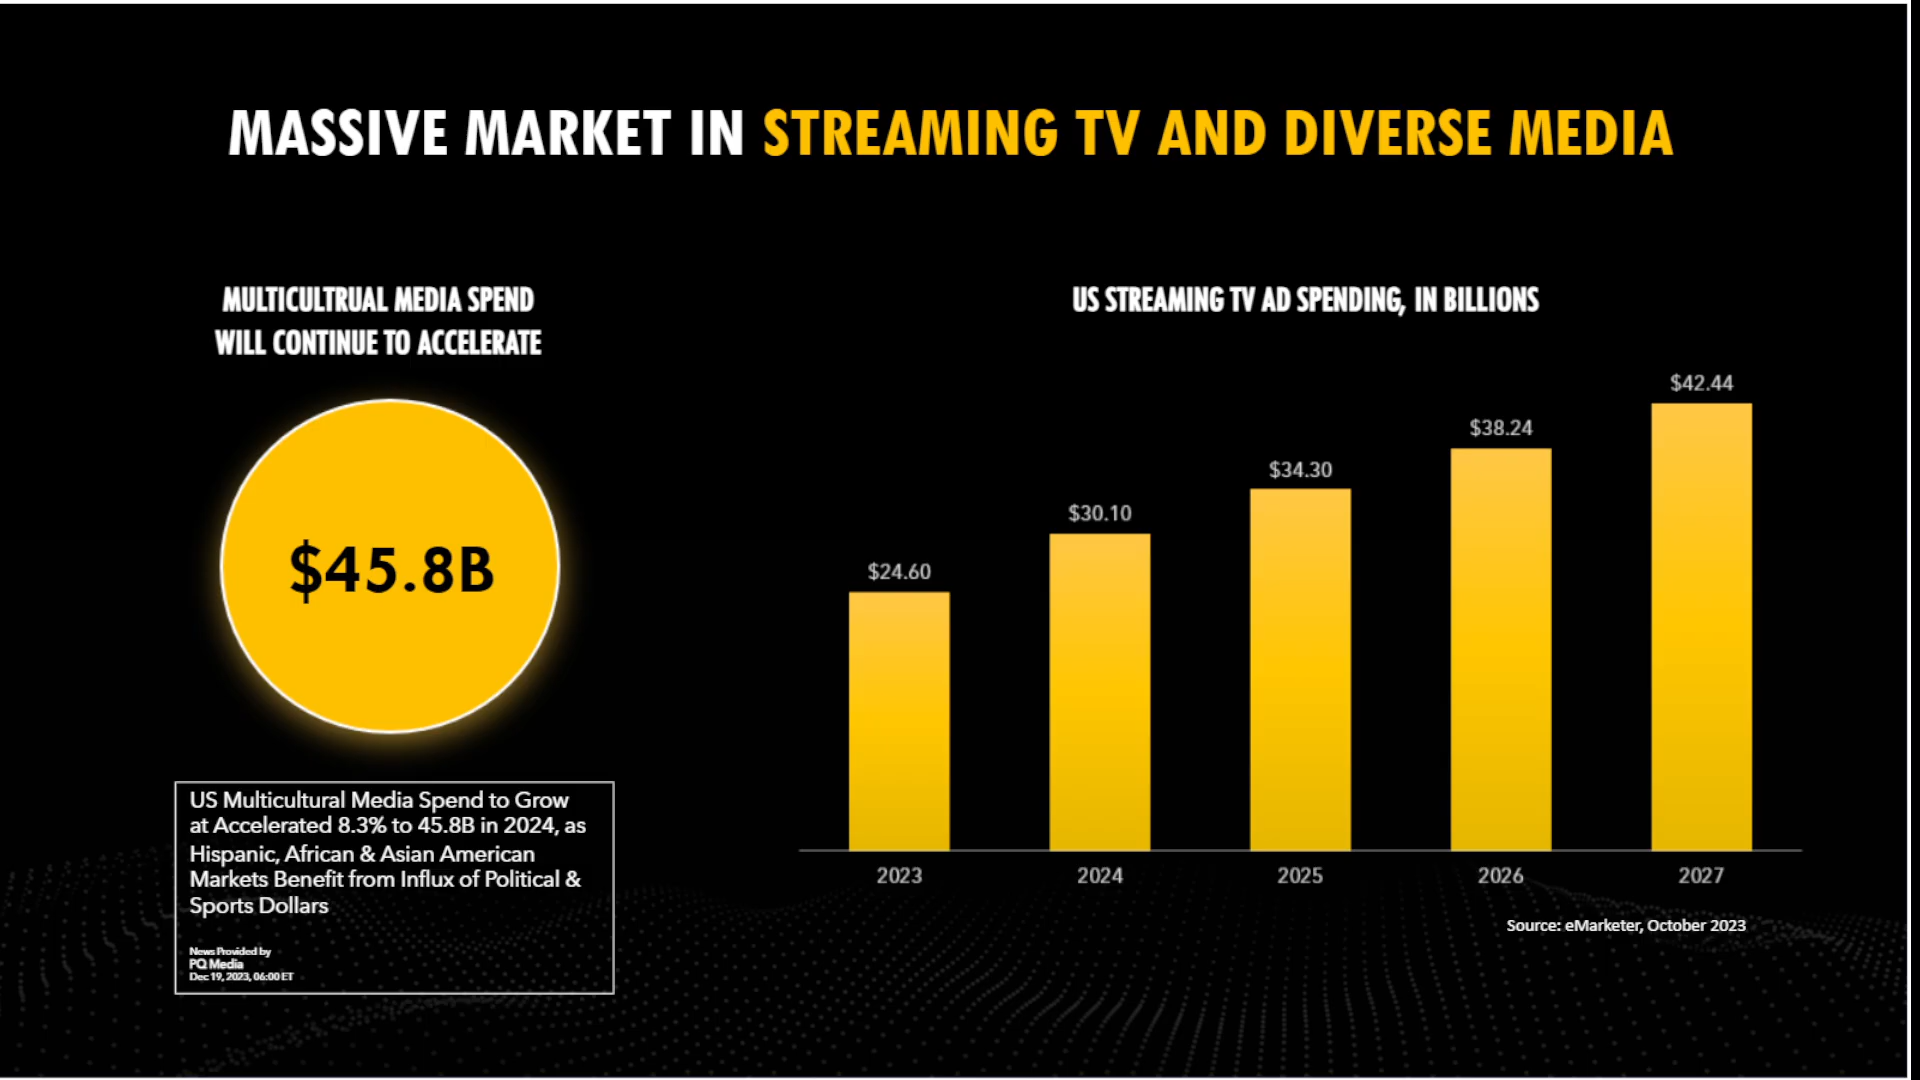 MASSIVE MARKET IN STREAMING TV AND DIVERSE MEDIA
MULTICULTRUAL MEDIA SPEND
WILL CONTINUE TO ACCELERATE
$45.8B
US Multicultural Media Spend to Grow
at Accelerated 8.3% to 45.8B in 2024, as
Hispanic, African & Asian American
Markets Benefit from Influx of Political &
Sports Dollars
News Provided by
PQ Media
Dec 19, 2023, 06:00 ET
US STREAMING TV AD SPENDING, IN BILLIONS
$24.60
$30.10
$34.30
$38.24
$42.44
2023
2024
2025
2026
2027
Source: eMarketer, October 2023